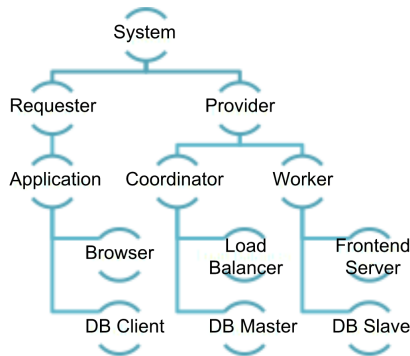 System
Requester
Provider
Application
Coordinator
Worker
Browser
Load
Balancer
Frontend
Server
DB Client
DB Master
DB Slave